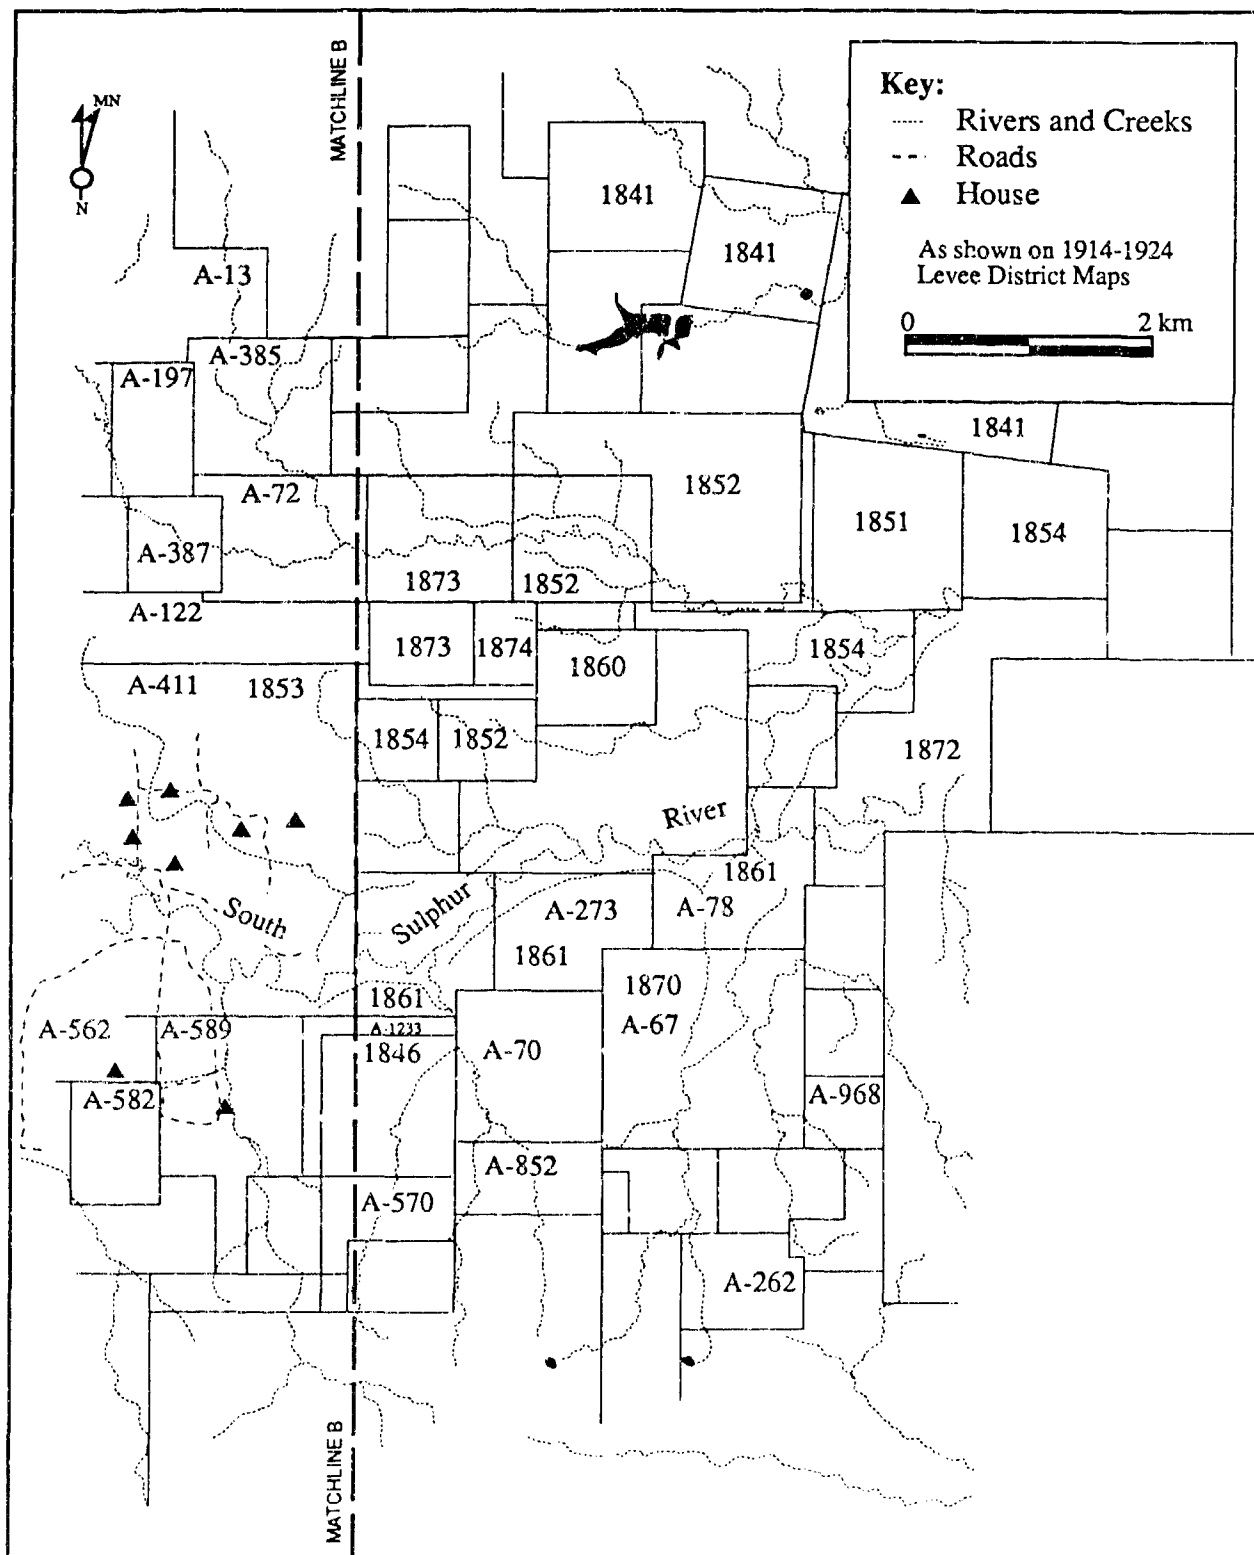 MATCHLINE B
MN
N
Key:
Rivers and Creeks
Roads
House
As shown on 1914-1924
Levee District Maps
0 2 km
1841
1841
A-13
A-385
A-197
1841
A-72
1852
1851
1854
A-387
1873
1852
A-122
1873
1874
1860
1854
A-411
1853
1854
1852
1872
River
1861
South
Sulphur
A-273
A-78
1861
1870
1861
A-562
A-589
A-1233
A-67
1846
A-70
A-582
A-968
A-852
A-570
A-262
MATCHLINE B